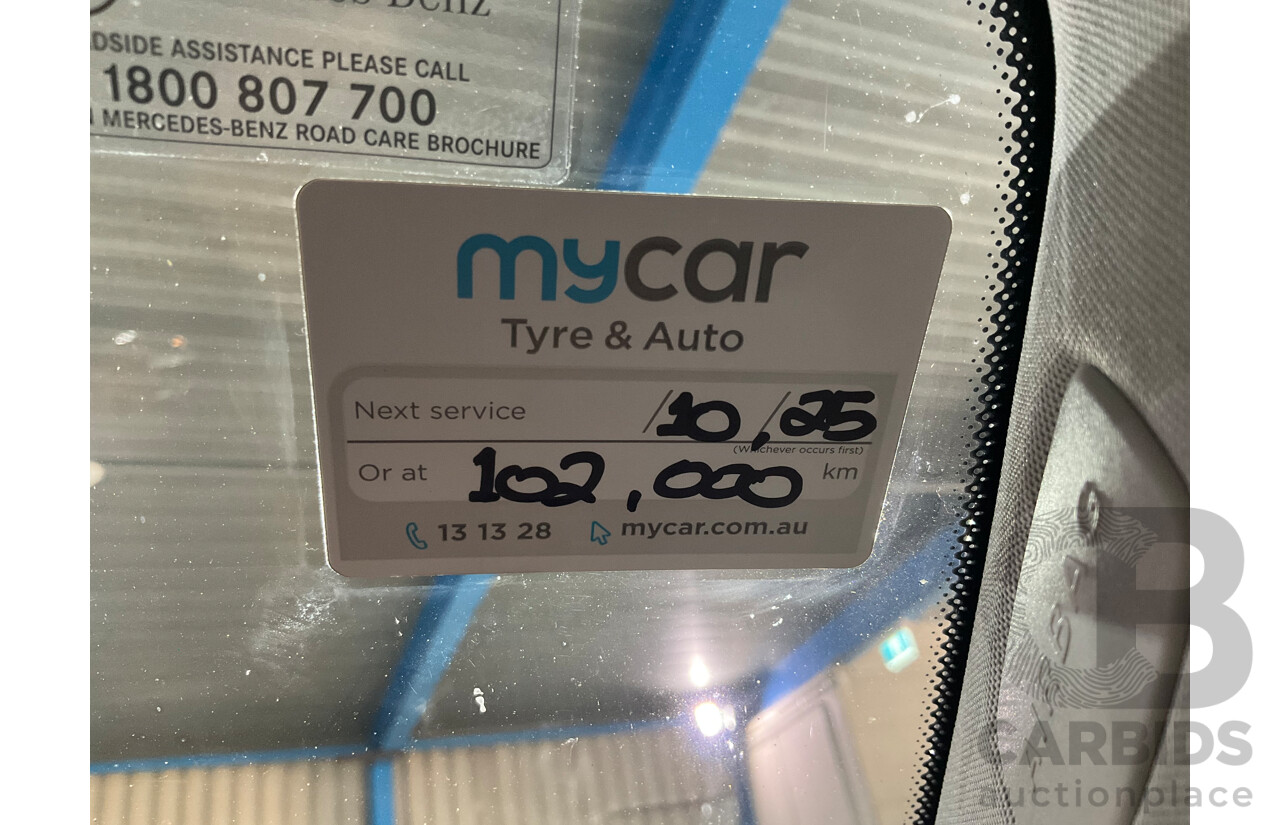 1800 807 700
MERCEDES-BENZ ROAD CARE BROCHURE
ASSISTANCE PLEASE CALL
mycar
Tyre & Auto
Next service /10/25
(Whichever occurs first)
Or at 102,000 km
13 13 28 mycar.com.au
AIRBAG
B
CARBIDS
auctionplace